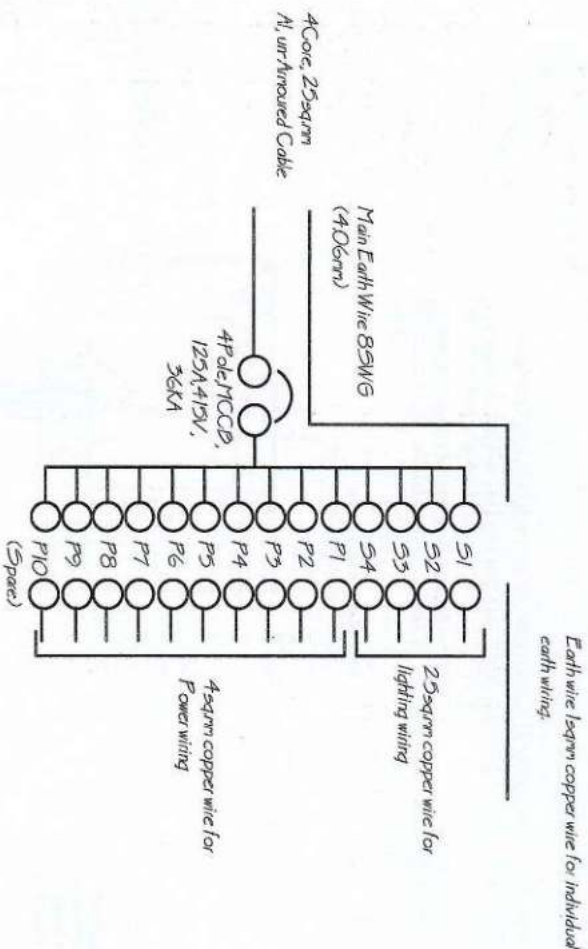 4Core, 25sqmm
Al, un-Armoured Cable
Main Earth Wire 8SWG
(4.06mm)
4Pole, MCCB,
125A, 415V,
36KA
S1
S2
S3
S4
P1
P2
P3
P4
P5
P6
P7
P8
P9
P10
(Spare)
25sqmm copper wire for
lighting wiring
4sqmm copper wire for
Power wiring
Earth wire 1sqmm copper wire for individual
earth wiring.